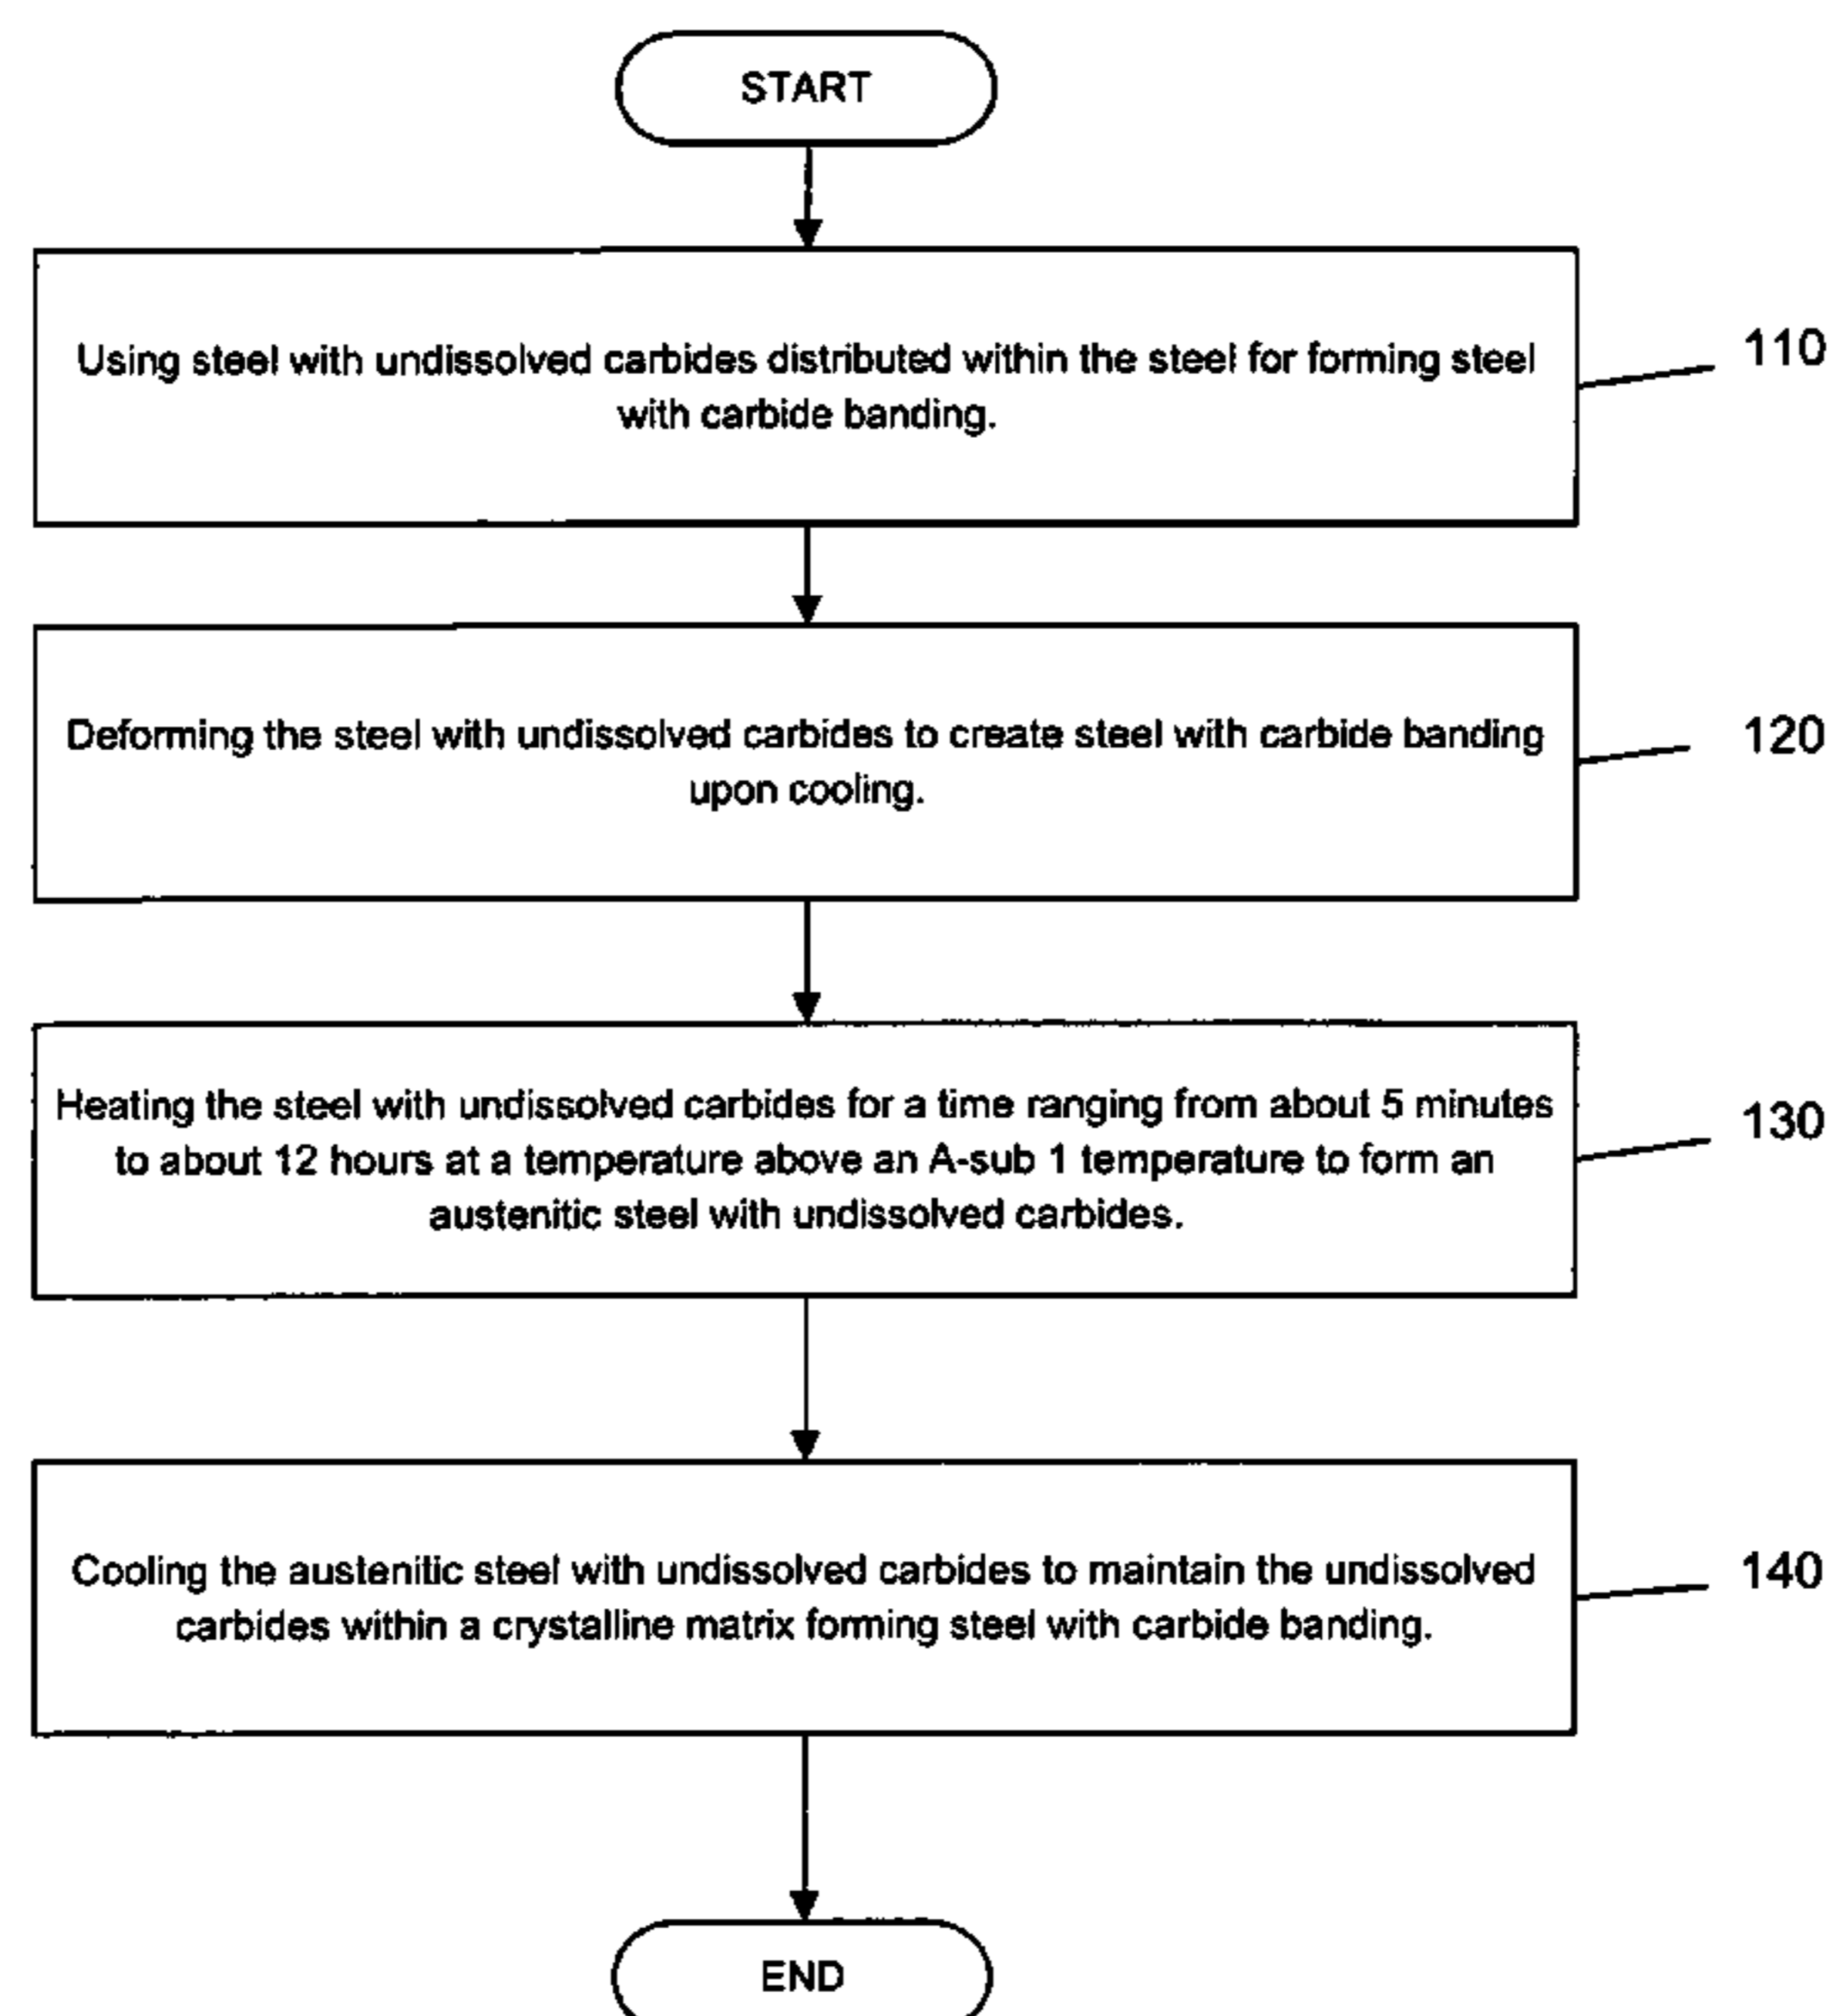 START
Using steel with undissolved carbides distributed within the steel for forming steel
with carbide banding.
110
Deforming the steel with undissolved carbides to create steel with carbide banding
upon cooling.
120
Heating the steel with undissolved carbides for a time ranging from about 5 minutes
to about 12 hours at a temperature above an A-sub 1 temperature to form an
austenitic steel with undissolved carbides.
130
Cooling the austenitic steel with undissolved carbides to maintain the undissolved
carbides within a crystalline matrix forming steel with carbide banding.
140
END